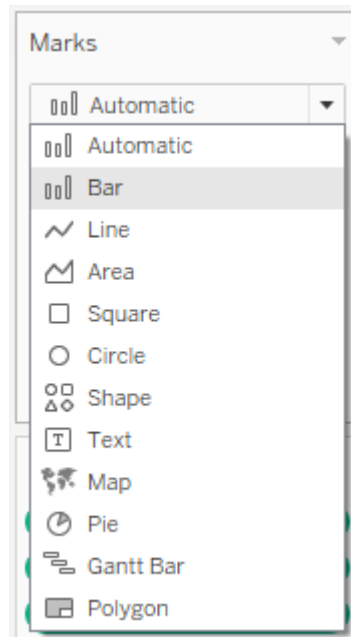 Marks
Automatic
Automatic
Bar
Line
Area
Square
Circle
Shape
T Text
Map
Pie
Gantt Bar
Polygon